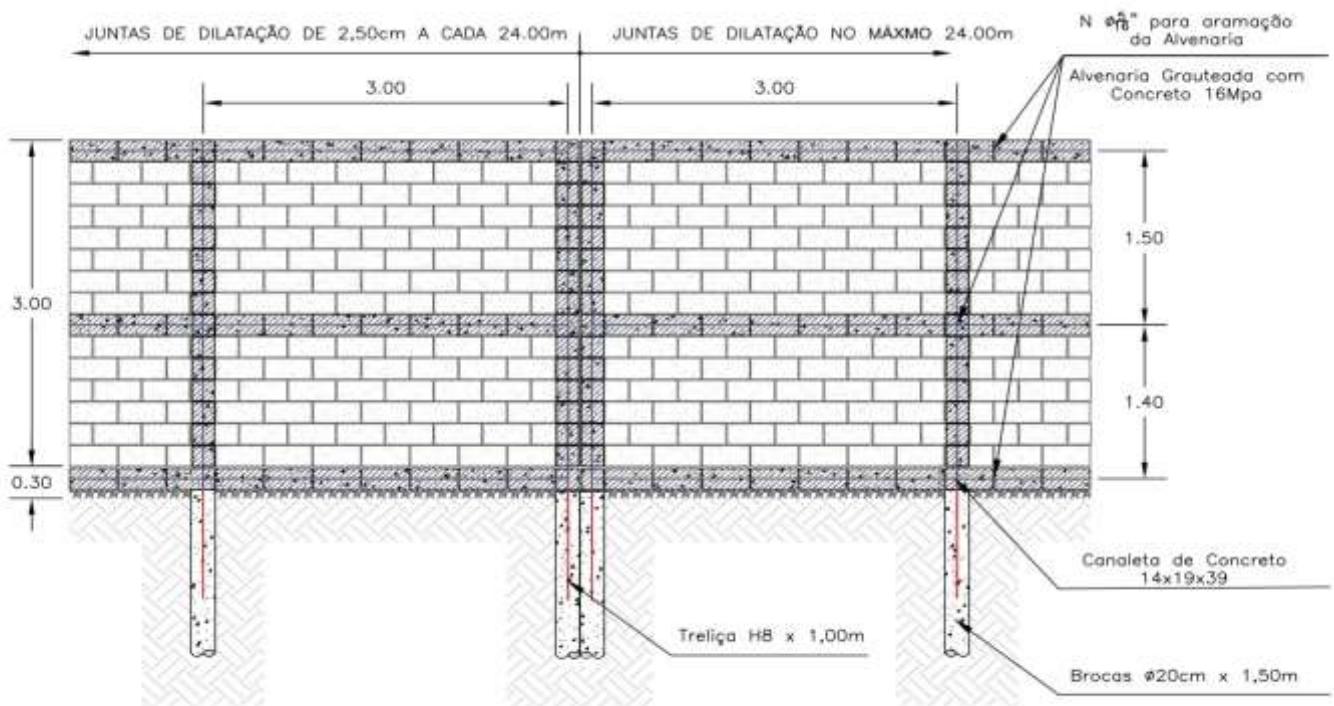 JUNTAS DE DILATAÇÃO DE 2,50cm A CADA 24.00m
JUNTAS DE DILATAÇÃO NO MÁXMO 24.00m
N ø5/16" para aramação
da Alvenaria
Alvenaria Grauteada com
Concreto 16Mpa
3.00
3.00
3.00
0.30
1.50
1.40
Canaleta de Concreto
14x19x39
Treliça H8 x 1,00m
Brocas ø20cm x 1,50m